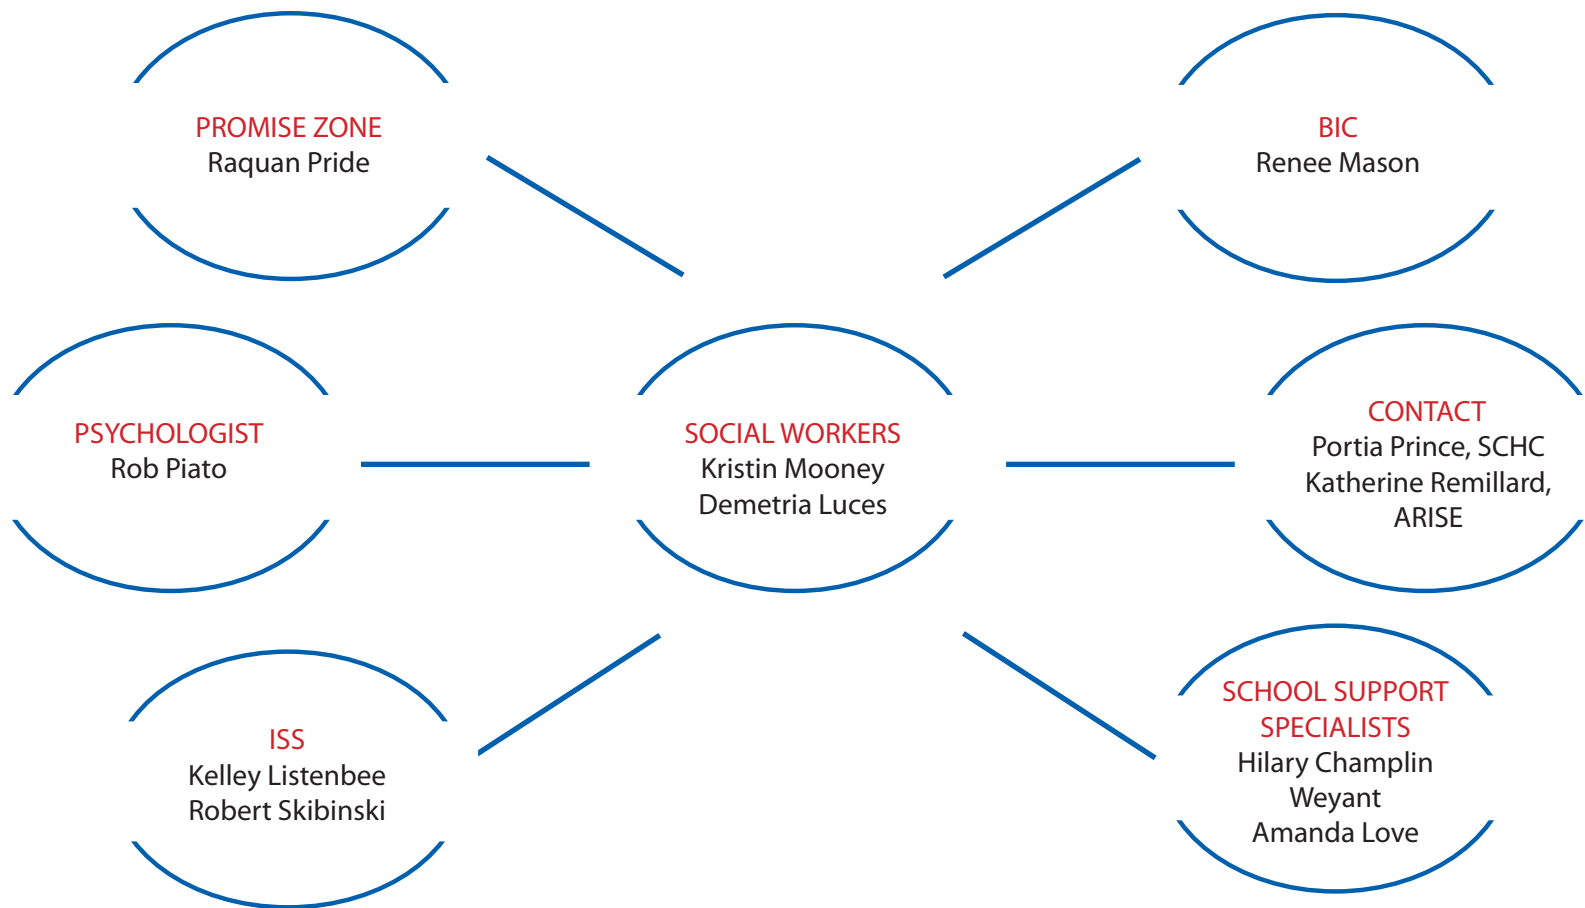 PROMISE ZONE
Raquan Pride
BIC
Renee Mason
PSYCHOLOGIST
Rob Piato
SOCIAL WORKERS
Kristin Mooney
Demetria Luces
CONTACT
Portia Prince, SCHC
Katherine Remillard,
ARISE
ISS
Kelley Listenbee
Robert Skibinski
SCHOOL SUPPORT
SPECIALISTS
Hilary Champlin
Weyant
Amanda Love